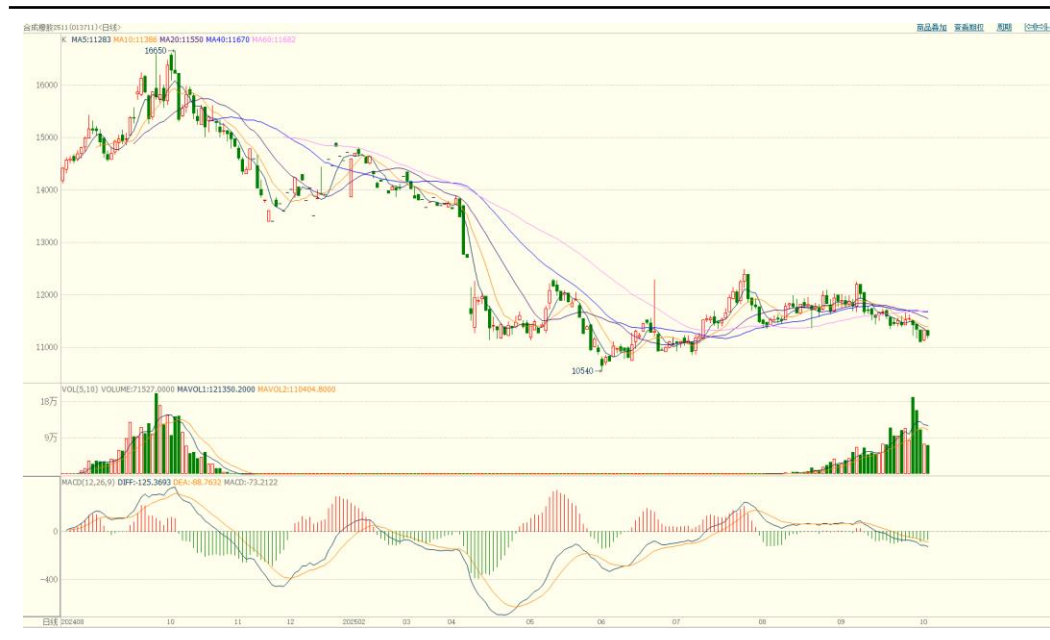 合成橡胶2511(013711)<日线>
商品叠加 查看期权 周期
K MA5:11283 MA10:11386 MA20:11550 MA40:11670 MA60:11682
16650
16000
15000
14000
13000
12000
11000
10540
VOL(5,10) VOLUME:71527.0000 MAVOL1:121350.2000 MAVOL2:110404.8000
18万
9万
MACD(12,26,9) DIFF:-125.3693 DEA:-88.7632 MACD:-73.2122
0
-400
日线 202408 10 11 12 202502 03 04 05 06 07 08 09 10